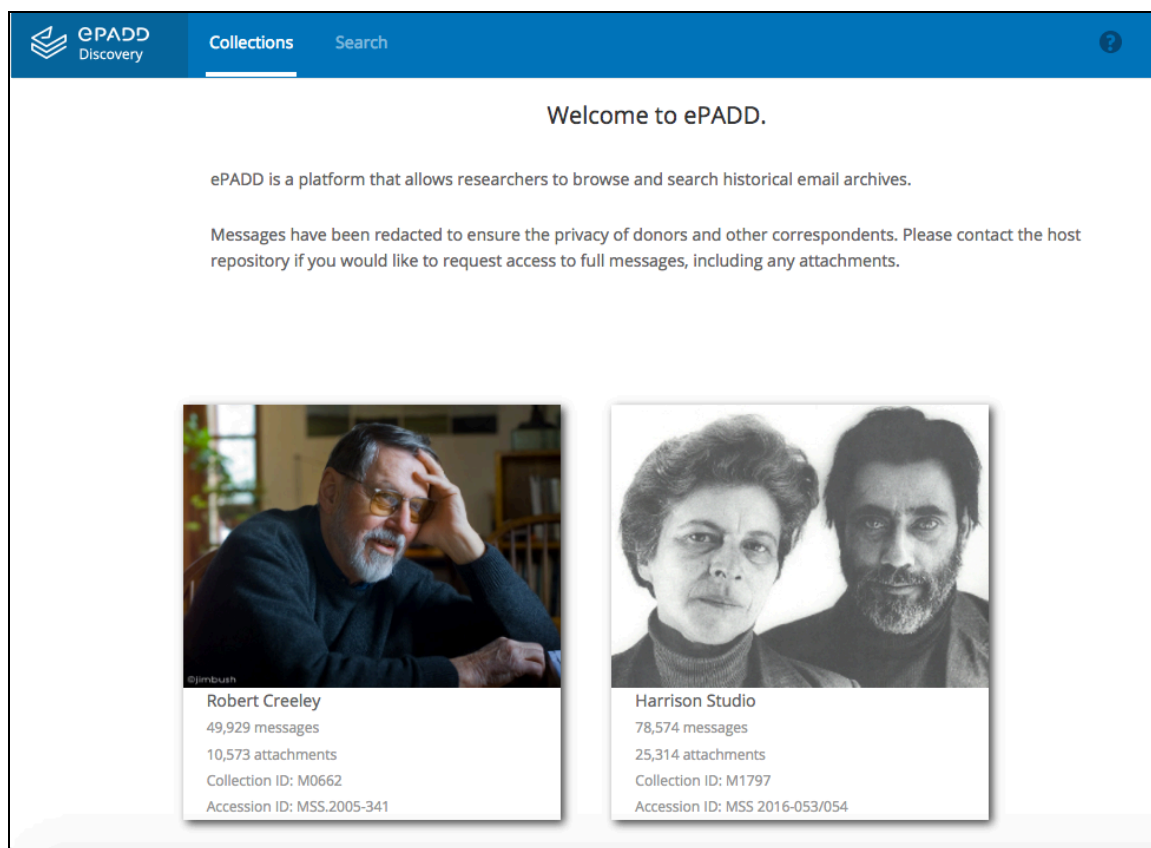 ePADD
Discovery
Collections
Search
?
Welcome to ePADD.
ePADD is a platform that allows researchers to browse and search historical email archives.
Messages have been redacted to ensure the privacy of donors and other correspondents. Please contact the host
repository if you would like to request access to full messages, including any attachments.
©jimbush
Robert Creeley
49,929 messages
10,573 attachments
Collection ID: M0662
Accession ID: MSS.2005-341
Harrison Studio
78,574 messages
25,314 attachments
Collection ID: M1797
Accession ID: MSS 2016-053/054